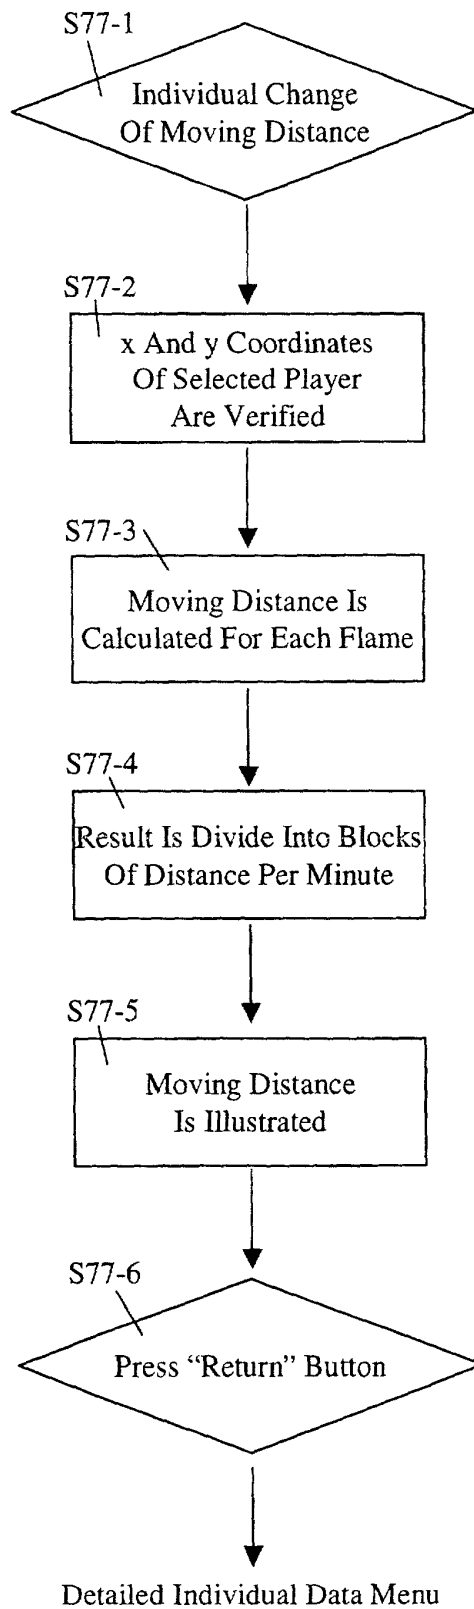 S77-1
Individual Change
Of Moving Distance
S77-2
x And y Coordinates
Of Selected Player
Are Verified
S77-3
Moving Distance Is
Calculated For Each Flame
S77-4
Result Is Divide Into Blocks
Of Distance Per Minute
S77-5
Moving Distance
Is Illustrated
S77-6
Press “Return” Button
Detailed Individual Data Menu